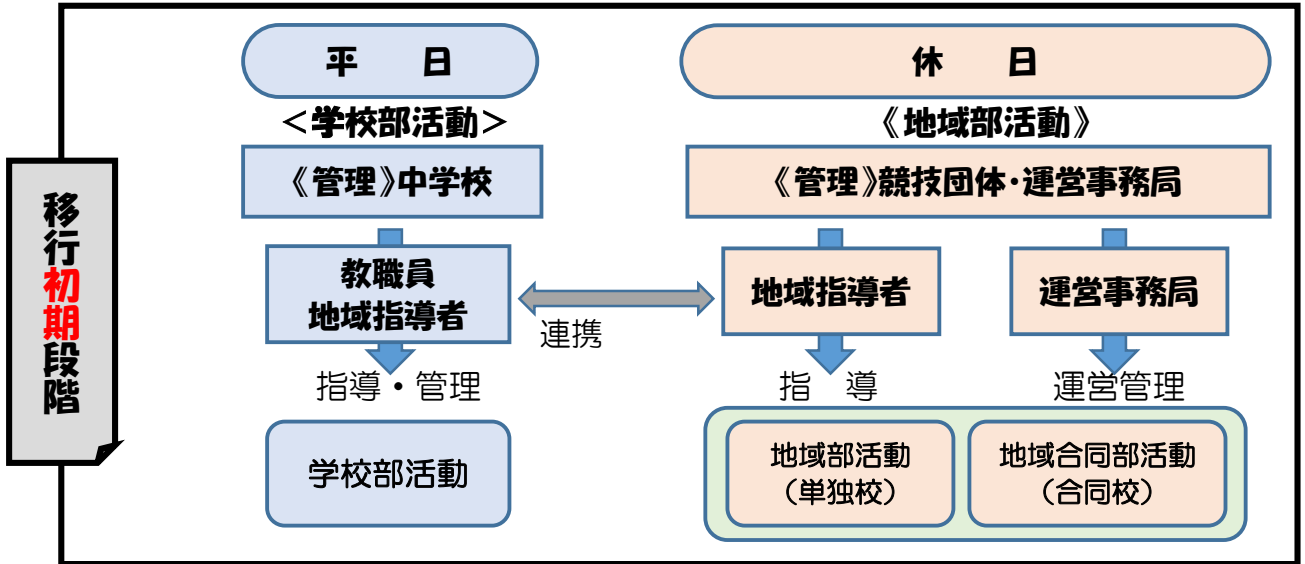 移行初期段階
平　　日
<学校部活動>
《管理》中学校
教職員
地域指導者
指導・管理
学校部活動
連携
休　　日
《地域部活動》
《管理》競技団体・運営事務局
地域指導者
運営事務局
指　導
運営管理
地域部活動
（単独校）
地域合同部活動
（合同校）